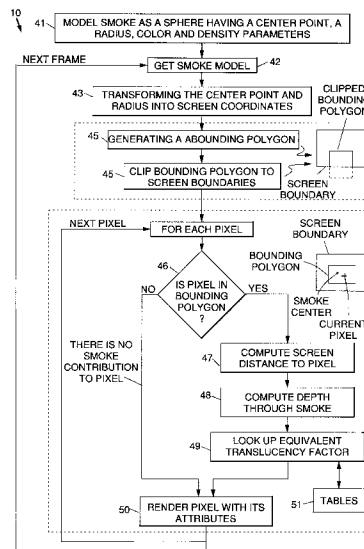 10
41
MODEL SMOKE AS A SPHERE HAVING A CENTER POINT, A
RADIUS, COLOR AND DENSITY PARAMETERS
NEXT FRAME
GET SMOKE MODEL
42
43
TRANSFORMING THE CENTER POINT AND
RADIUS INTO SCREEN COORDINATES
CLIPPED
BOUNDING
POLYGON
45
GENERATING A ABOUNDING POLYGON
45
CLIP BOUNDING POLYGON TO
SCREEN BOUNDARIES
SCREEN
BOUNDARY
NEXT PIXEL
FOR EACH PIXEL
SCREEN
BOUNDARY
46
BOUNDING
POLYGON
NO
IS PIXEL IN
BOUNDING
POLYGON
?
YES
SMOKE
CENTER
CURRENT
PIXEL
THERE IS NO
SMOKE
CONTRIBUTION
TO PIXEL
47
COMPUTE SCREEN
DISTANCE TO PIXEL
48
COMPUTE DEPTH
THROUGH SMOKE
49
LOOK UP EQUIVALENT
TRANSLUCENCY FACTOR
50
RENDER PIXEL WITH ITS
ATTRIBUTES
51
TABLES